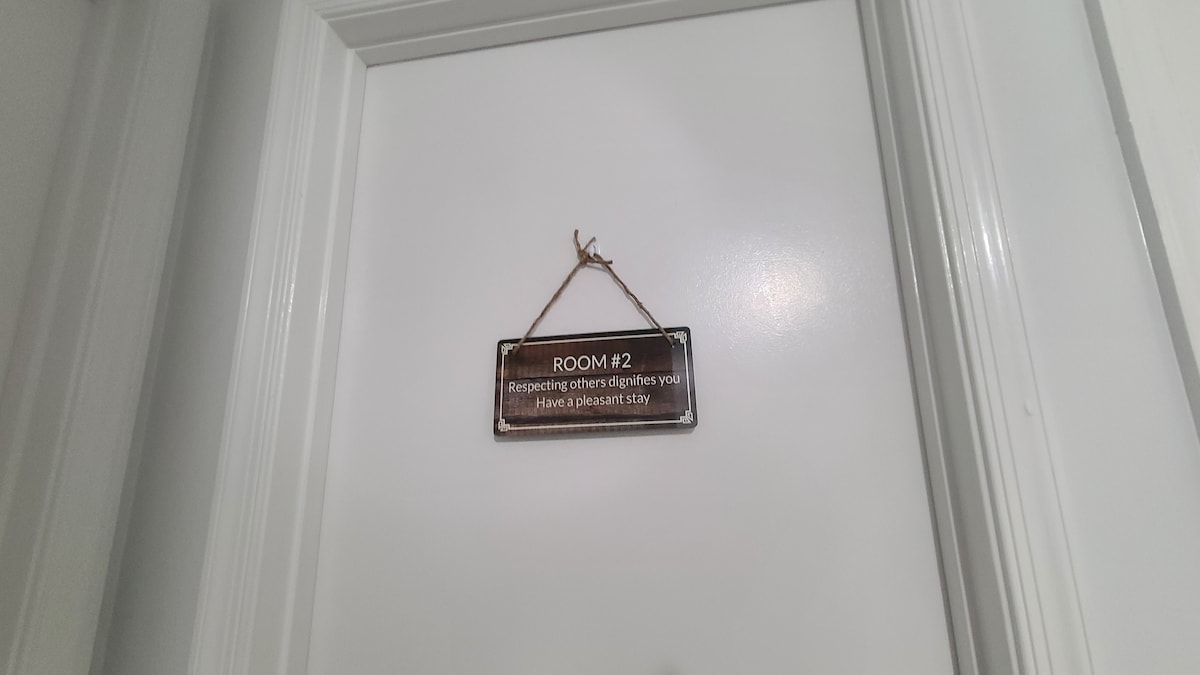 ROOM #2
Respecting others dignifies you
Have a pleasant stay